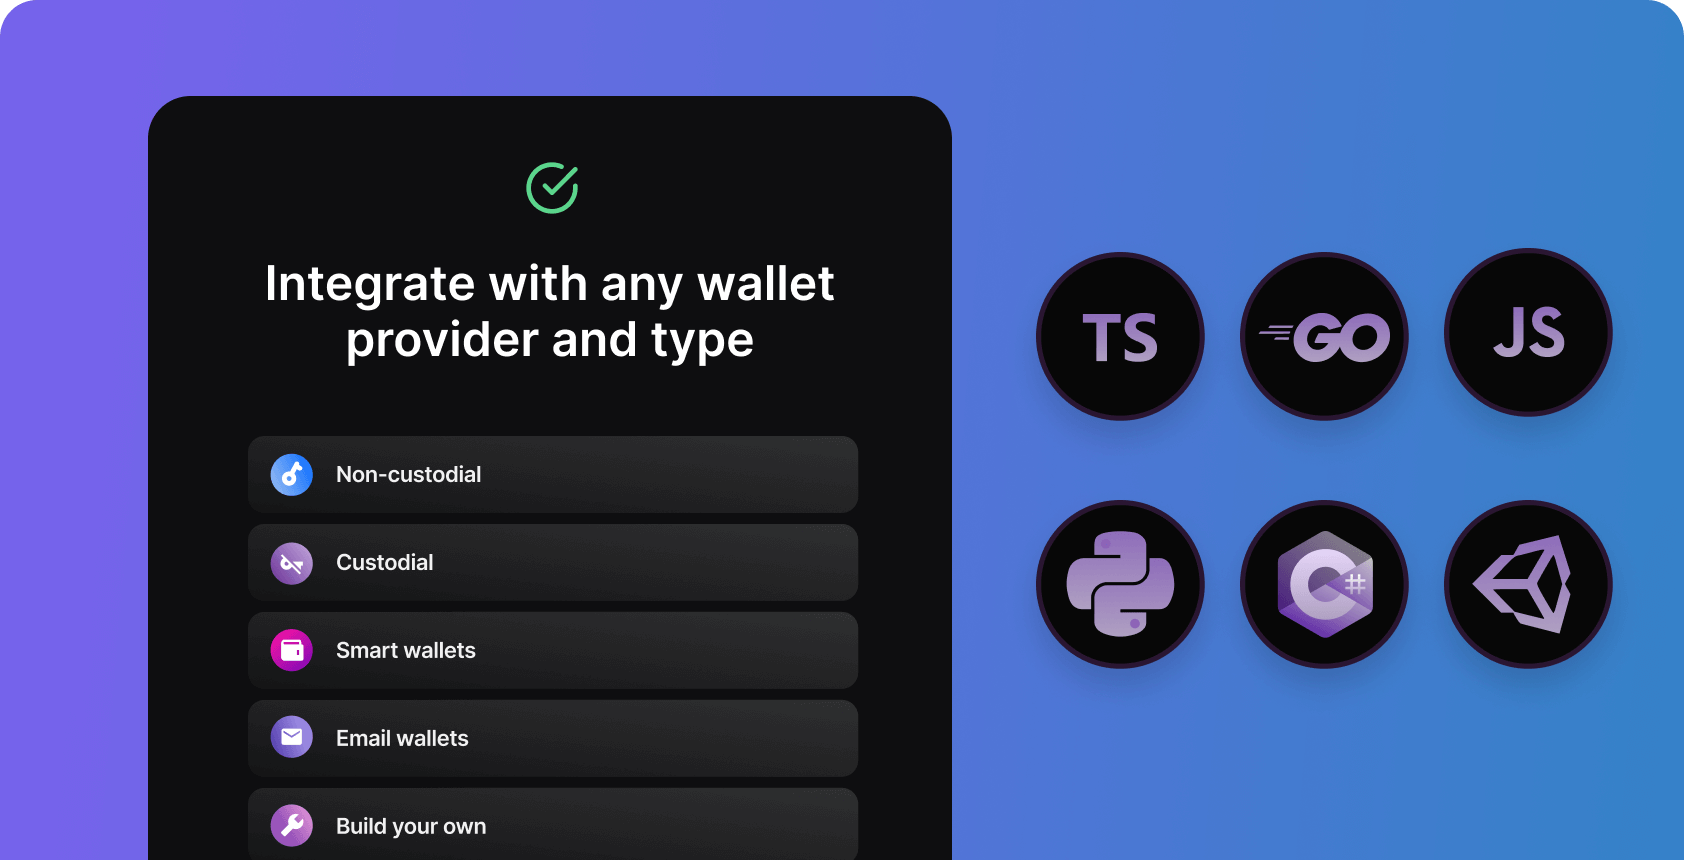 Integrate with any wallet
provider and type
Non-custodial
Custodial
Smart wallets
Email wallets
Build your own
TS
GO
JS
C#